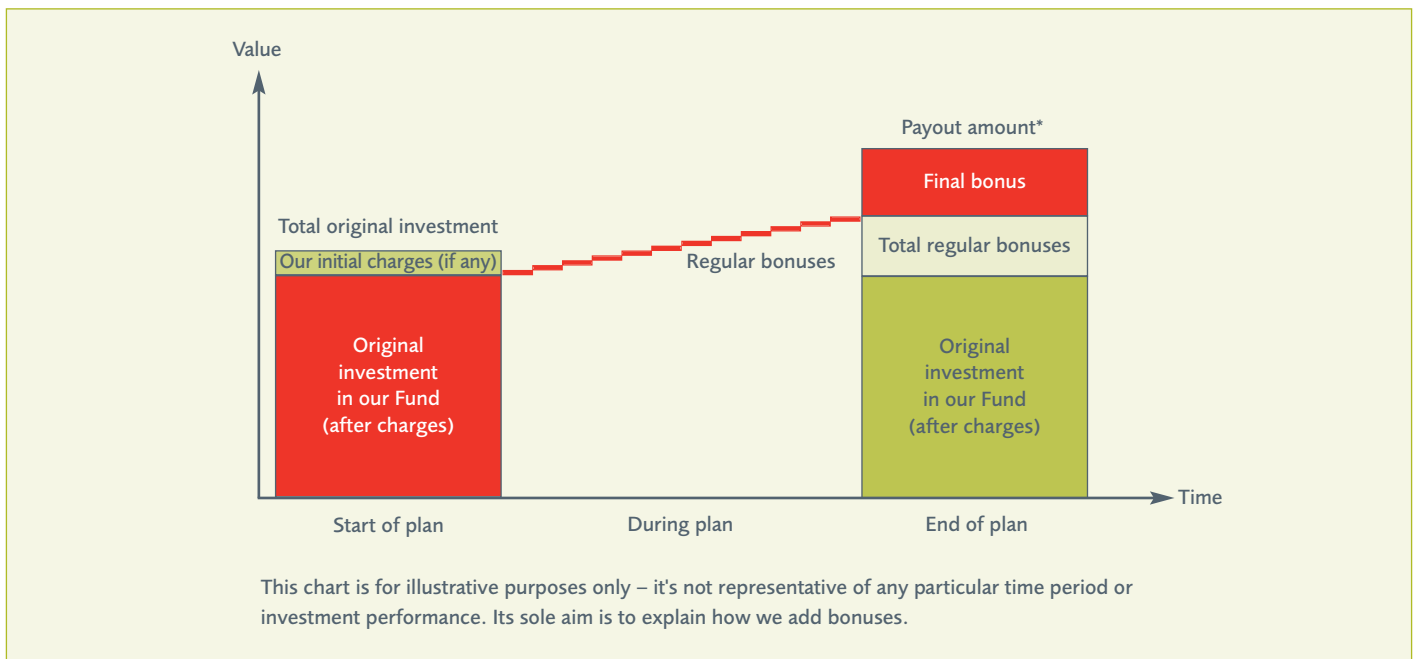 Value
Payout amount*
Final bonus
Total original investment
Our initial charges (if any)
Regular bonuses
Total regular bonuses
Original
investment
in our Fund
(after charges)
Original
investment
in our Fund
(after charges)
Time
Start of plan
During plan
End of plan
This chart is for illustrative purposes only – it's not representative of any particular time period or
investment performance. Its sole aim is to explain how we add bonuses.